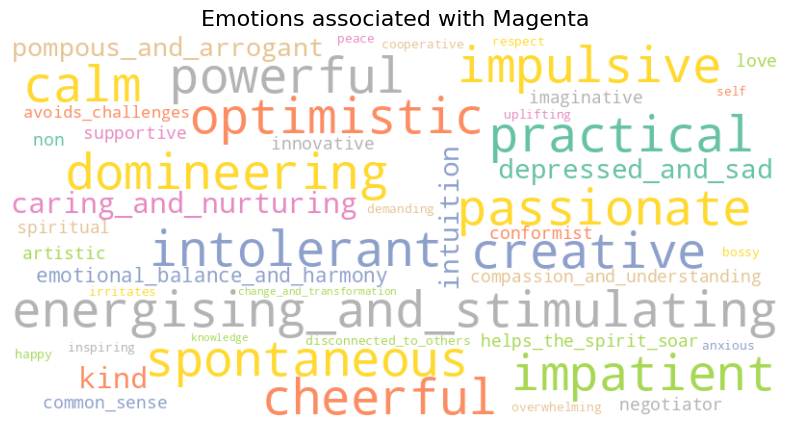 Emotions associated with Magenta
peace
cooperative
respect
pompous_and_arrogant
powerful
impulsive
love
calm
self
imaginative
avoids_challenges
optimistic
uplifting
supportive
non
innovative
practical
domineering
depressed_and_sad
intuition
caring_and_nurturing
demanding
passionate
spiritual
conformist
artistic
intolerant
creative
bossy
emotional_balance_and_harmony
compassion_and_understanding
irritates
change_and_transformation
energising_and_stimulating
knowledge
disconnected_to_others
helps_the_spirit_soar
anxious
happy
inspiring
spontaneous
kind
impatient
cheerful
common_sense
overwhelming
negotiator